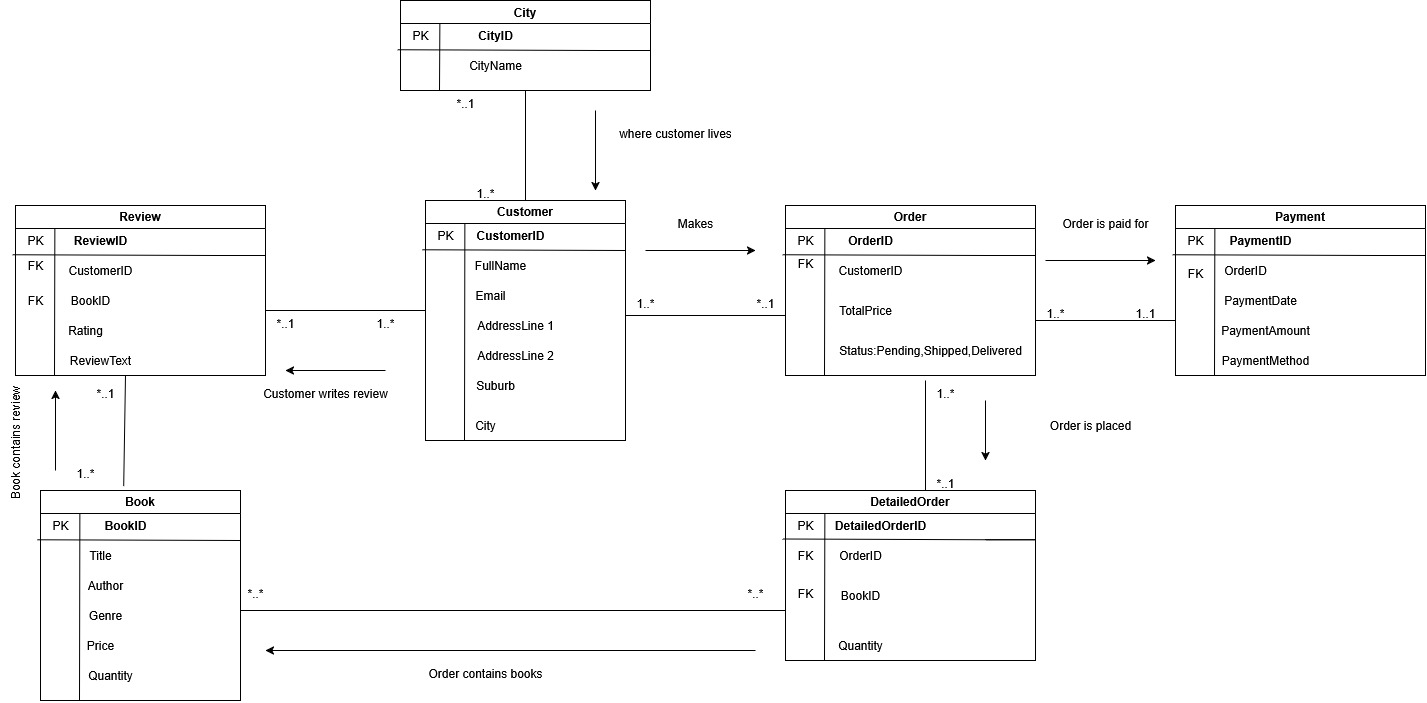 City
PK CityID
CityName
*..1
where customer lives
1..*
Review
PK ReviewID
FK CustomerID
FK BookID
Rating
ReviewText
Customer
PK CustomerID
FullName
Email
AddressLine 1
AddressLine 2
Suburb
City
Makes
1..*
*..1
Order
PK OrderID
FK CustomerID
TotalPrice
Status:Pending,Shipped,Delivered
Order is paid for
1..*
1..1
Payment
PK PaymentID
FK OrderID
PaymentDate
PaymentAmount
PaymentMethod
*..1
1..*
Customer writes review
*..1
Book contains review
1..*
1..*
Order is placed
*..1
Book
PK BookID
Title
Author
Genre
Price
Quantity
*..*
*..*
Order contains books
DetailedOrder
PK DetailedOrderID
FK OrderID
FK BookID
Quantity